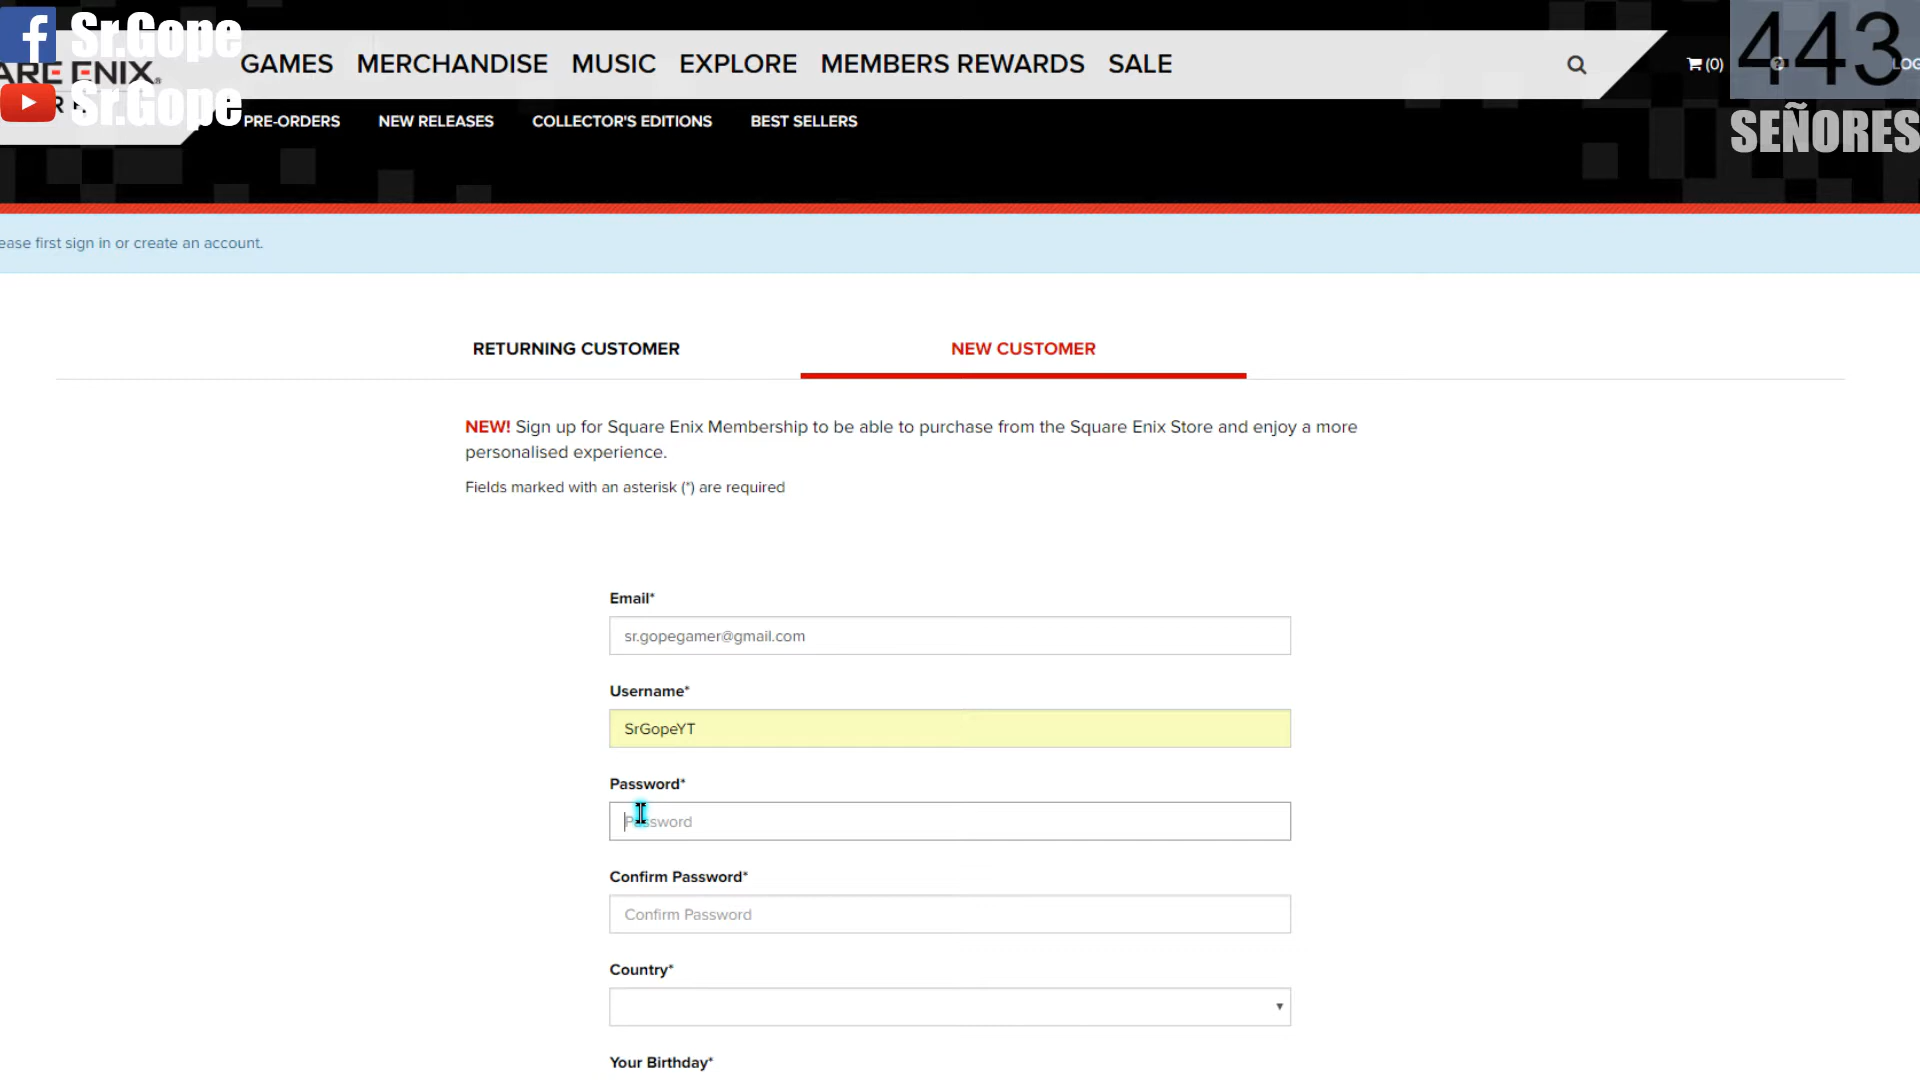 Sr.Gope
ARE ENIX
Sr.Gope
GAMES MERCHANDISE MUSIC EXPLORE MEMBERS REWARDS SALE
(0)
443
SEÑORES
PRE-ORDERS NEW RELEASES COLLECTOR'S EDITIONS BEST SELLERS
ease first sign in or create an account.
RETURNING CUSTOMER NEW CUSTOMER
NEW! Sign up for Square Enix Membership to be able to purchase from the Square Enix Store and enjoy a more
personalised experience.
Fields marked with an asterisk (*) are required
Email*
sr.gopegamer@gmail.com
Username*
SrGopeYT
Password*
Password
Confirm Password*
Confirm Password
Country*
Your Birthday*